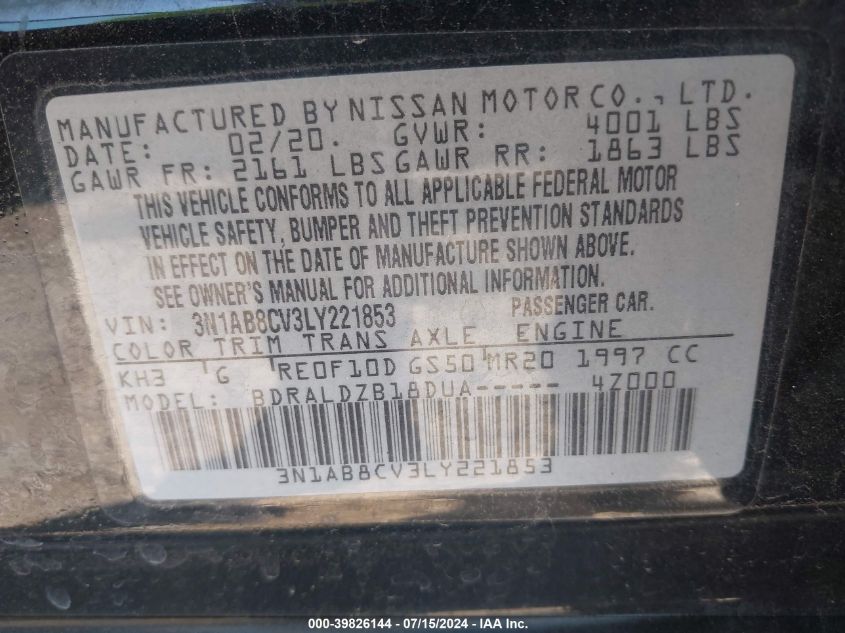 MANUFACTURED BY NISSAN MOTOR CO., LTD.
DATE: 02/20. GVWR: 4001 LBS
GAWR FR: 2161 LBS GAWR RR: 1863 LBS
THIS VEHICLE CONFORMS TO ALL APPLICABLE FEDERAL MOTOR
VEHICLE SAFETY, BUMPER AND THEFT PREVENTION STANDARDS
IN EFFECT ON THE DATE OF MANUFACTURE SHOWN ABOVE.
SEE OWNER'S MANUAL FOR ADDITIONAL INFORMATION.
VIN: 3N1AB8CV3LY221853 PASSENGER CAR.
COLOR TRIM TRANS AXLE ENGINE
KH3 G RE0F10D GS50 MR20 1997 CC
MODEL: BDRALDZB18DUA----- 4Z000
3N1AB8CV3LY221853
000-39826144 - 07/15/2024 - IAAI.com